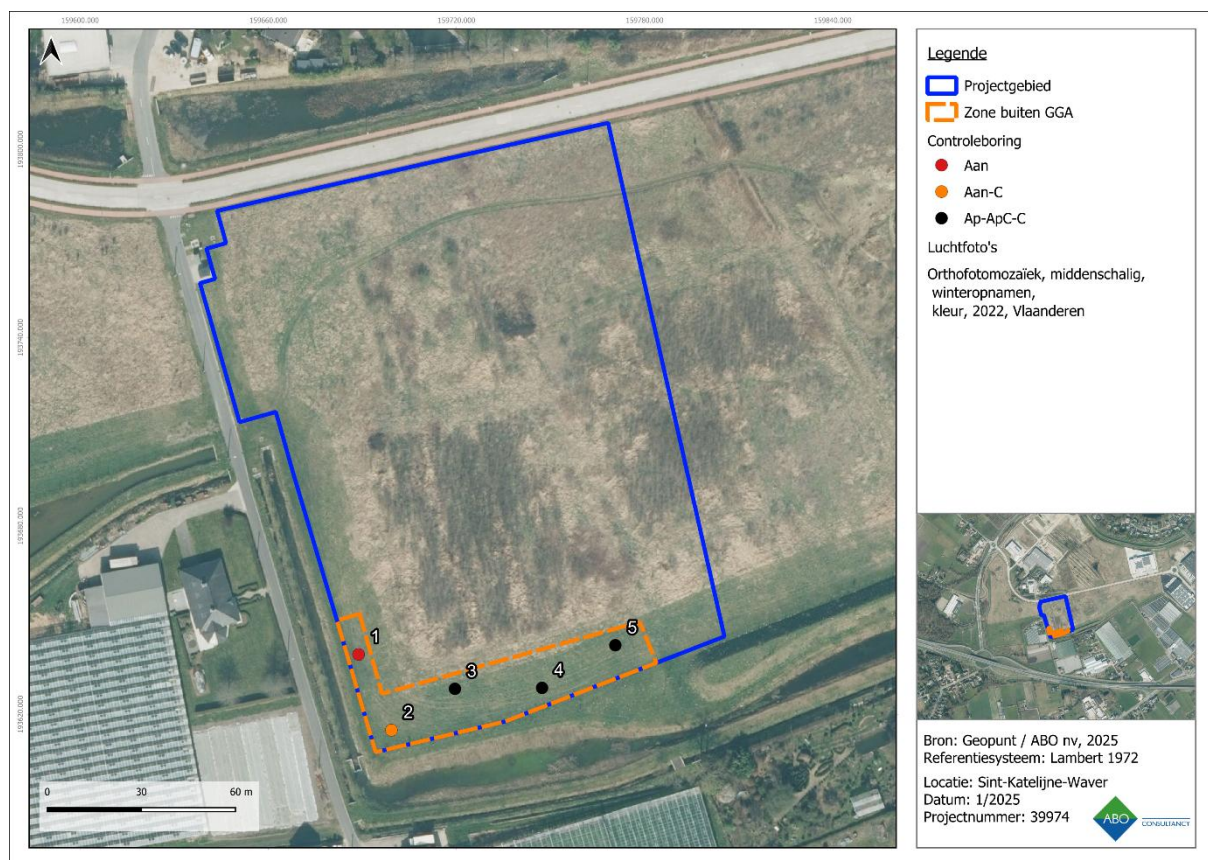 159600.000
159660.000
159720.000
159780.000
159840.000
193800.000
193740.000
193680.000
193620.000
1
2
3
4
5
0 30 60 m
Legende
Projectgebied
Zone buiten GGA
Controleboring
Aan
Aan-C
Ap-ApC-C
Luchtfoto's
Orthofotomozaïek, middenschalig,
winteropnamen,
kleur, 2022, Vlaanderen
Bron: Geopunt / ABO nv, 2025
Referentiesysteem: Lambert 1972
Locatie: Sint-Katelijne-Waver
Datum: 1/2025
Projectnummer: 39974
ABO
CONSULTANCY